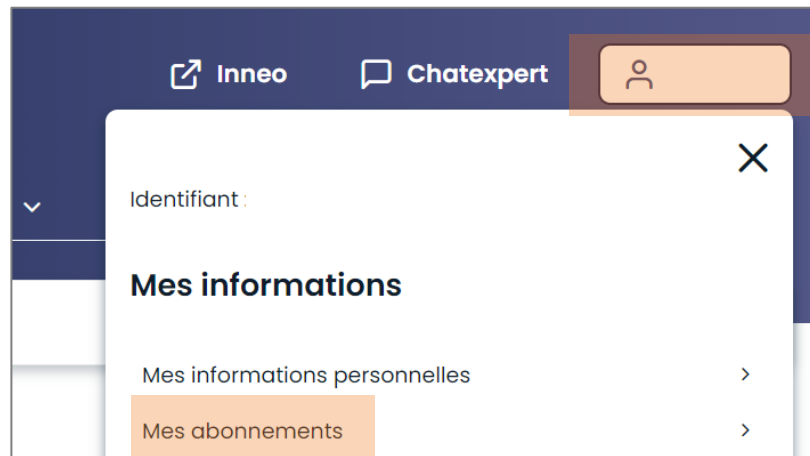 Inneo Chatexpert
Identifiant :
Mes informations
Mes informations personnelles
Mes abonnements